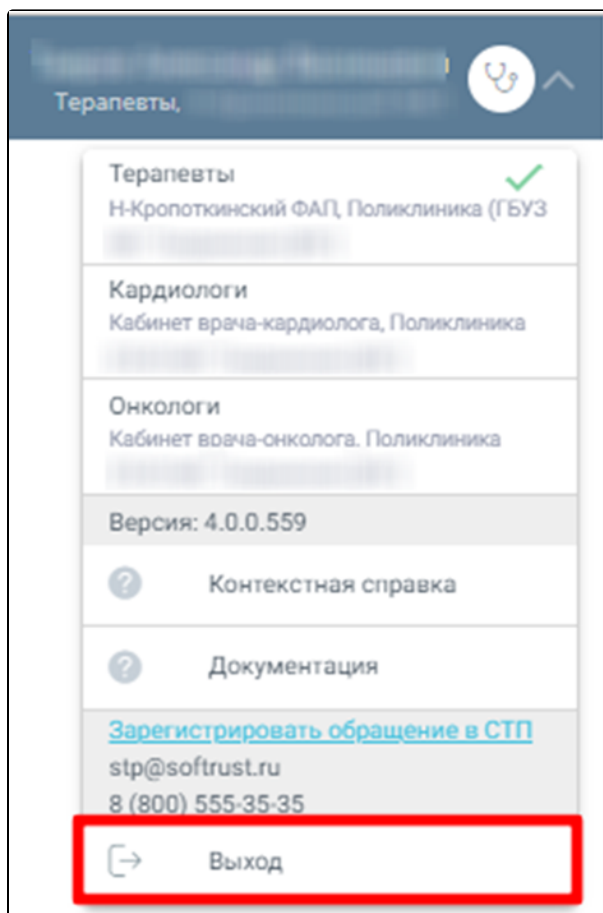 Терапевты,
Терапевты
Н-Кропоткинский ФАП, Поликлиника (ГБУЗ
Кардиологи
Кабинет врача-кардиолога, Поликлиника
Онкологи
Кабинет врача-онколога. Поликлиника
Версия: 4.0.0.559
Контекстная справка
Документация
Зарегистрировать обращение в СТП
stp@softrust.ru
8 (800) 555-35-35
Выход